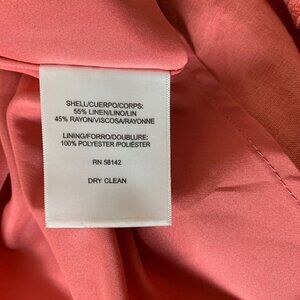 SHELL/CUERPO/CORPS:
55% LINEN/LINO/LIN
45% RAYON/VISCOSA/RAYONNE
LINING/FORRO/DOUBLURE:
100% POLYESTER/POLIÉSTER
RN 58142
DRY CLEAN